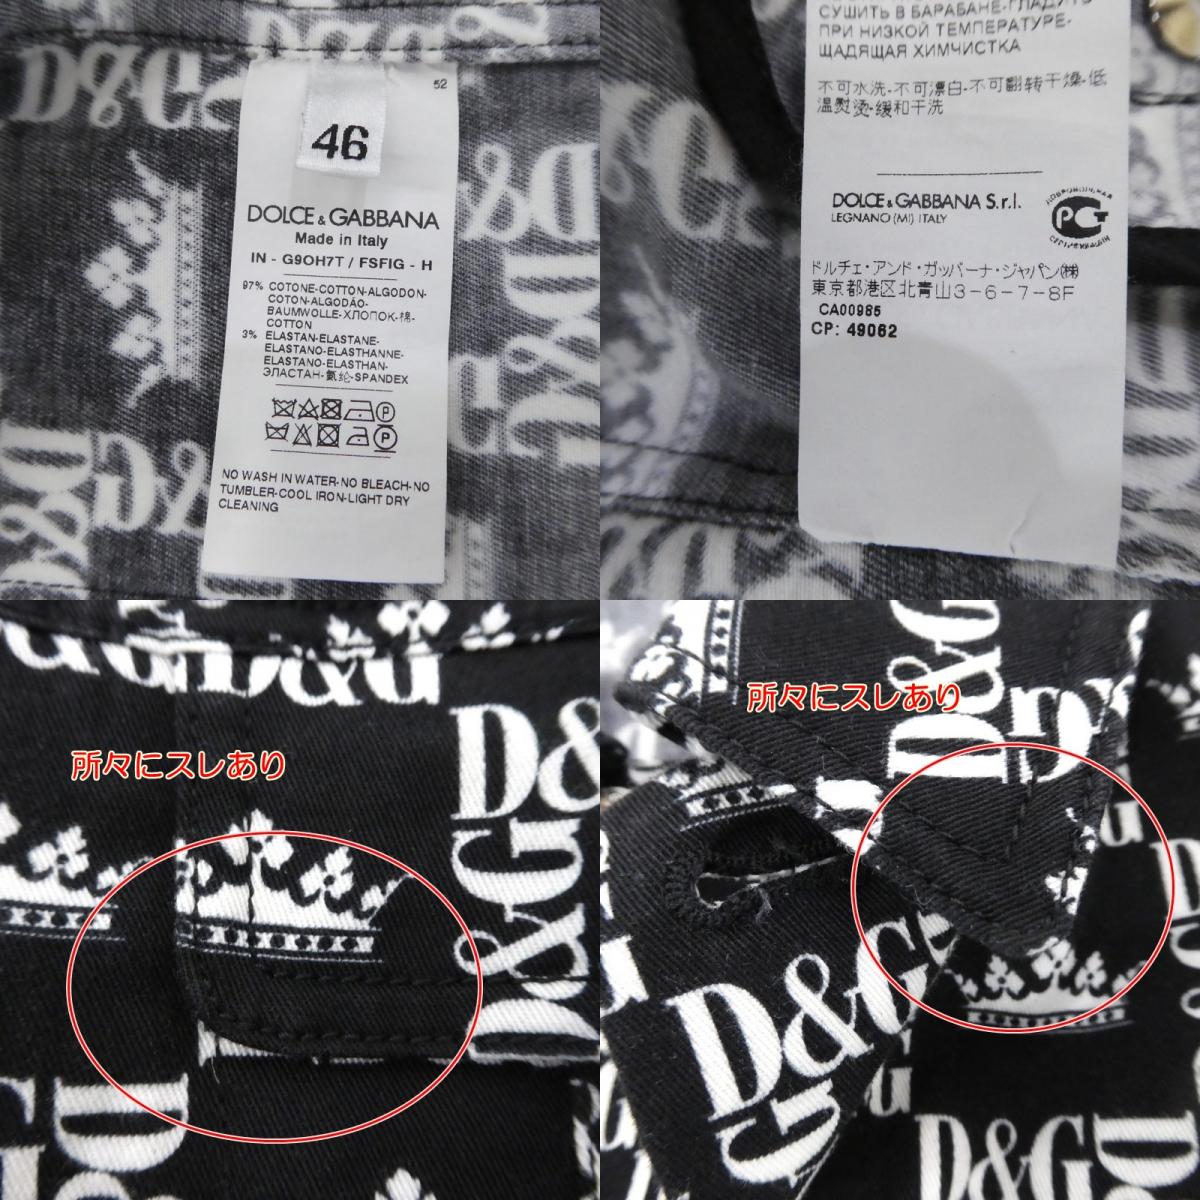 52
46
DOLCE & GABBANA
Made in Italy
IN - G9OH7T / FSFIG - H
97% COTONE-COTTON-ALGODON-
COTON-ALGODÃO-
BAUMWOLLE-ХЛОПОК-棉-
COTTON
3% ELASTAN-ELASTANE-
ELASTANO-ELASTHANNE-
ELASTANO-ELASTHAN-
ЭЛАСТАН-氨纶-SPANDEX
NO WASH IN WATER-NO BLEACH-NO
TUMBLER-COOL IRON-LIGHT DRY
CLEANING
СУШИТЬ В БАРАБАНЕ-ГЛАДИТЬ
ПРИ НИЗКОЙ ТЕМПЕРАТУРЕ-
ЩАДЯЩАЯ ХИМЧИСТКА
不可水洗-不可漂白-不可翻转干燥-低
温熨烫-缓和干洗
DOLCE & GABBANA S.r.l.
LEGNANO (MI) ITALY
ドルチェ・アンド・ガッバーナ・ジャパン㈱
東京都港区北青山3-6-7-8F
CA00985
CP: 49062
D&G
D&G
D&G
所々にスレあり
所々にスレあり
D&G
D&G
D&G
D&G